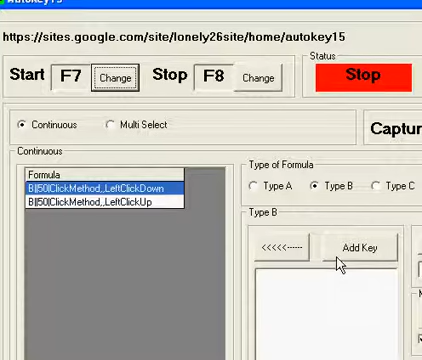 Autokey15
https://sites.google.com/site/lonely26site/home/autokey15
Start F7 Change Stop F8 Change
Status
Stop
Continuous Multi Select
Captur
Continuous
Formula
B||50|ClickMethod,,LeftClickDown
B||50|ClickMethod,,LeftClickUp
Type of Formula
Type A Type B Type C
Type B
<<<<<------ Add Key